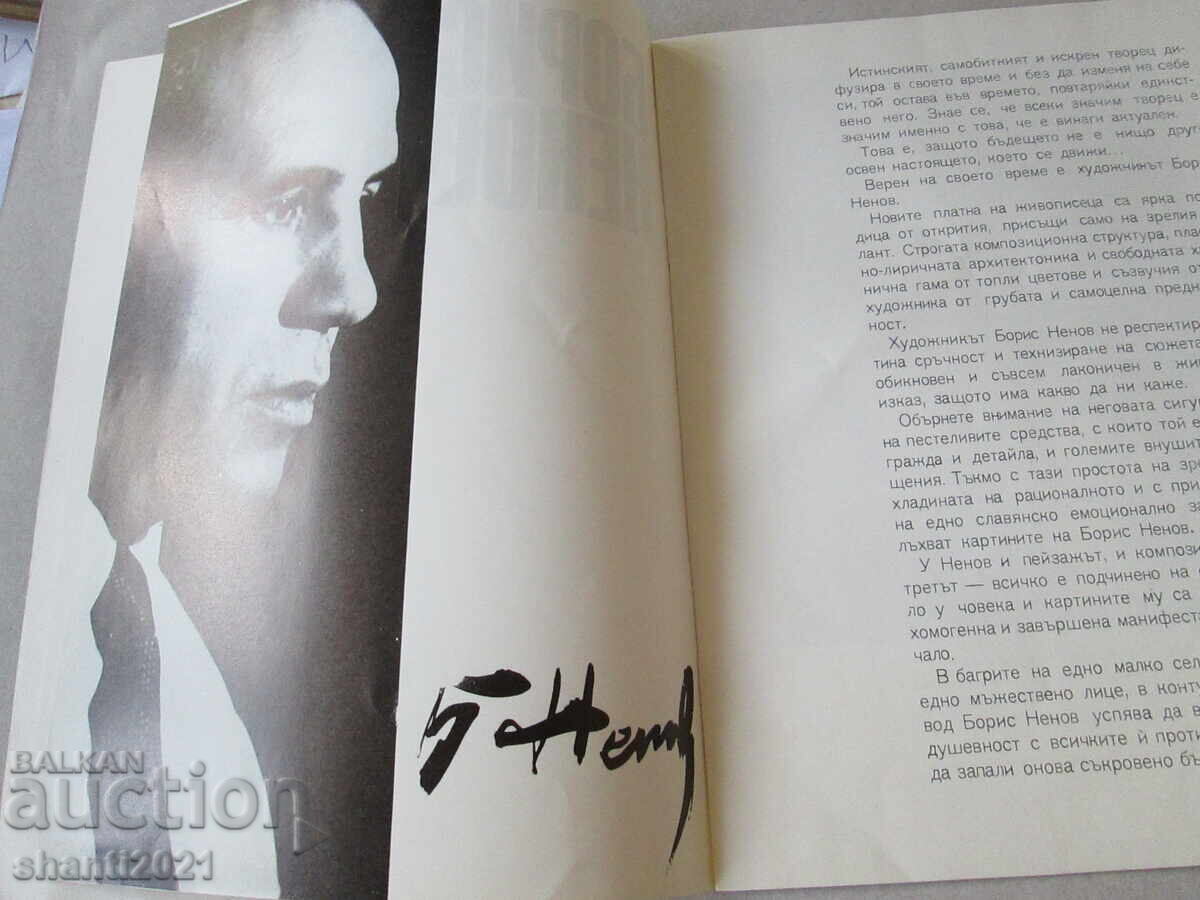 Б. Ненов
Истинският, самобитният и искрен творец ди-
фузира в своето време и без да изменя на себе
си, той остава във времето, повтаряйки единст-
вено него. Знае се, че всеки значим творец е
значим именно с това, че е винаги актуален.
Това е, защото бъдещето не е нищо друг
освен настоящето, което се движи...
Верен на своето време е художникът Бор
Ненов.
Новите платна на живописеца са ярка по
дица от открития, присъщи само на зрелия
лант. Строгата композиционна структура, плас
но-лиричната архитектоника и свободната х
нична гама от топли цветове и съзвучия от
художника от грубата и самоцелна предн
ност.
Художникът Борис Ненов не респектир
тина сръчност и технизиране на сюжета
обикновен и съвсем лаконичен в жив
изказ, защото има какво да ни каже.
Обърнете внимание на неговата сигур
на пестеливите средства, с които той е
гражда и детайла, и големите внушит
щения. Тъкмо с тази простота на зре
хладината на рационалното и с при
на едно славянско емоционално за
лъхват картините на Борис Ненов.
У Ненов и пейзажът, и компози
третът — всичко е подчинено на
ло у човека и картините му са
хомогенна и завършена манифеста
чало.
В багрите на едно малко сел
едно мъжествено лице, в конту
вод Борис Ненов успява да в
душевност с всичките ѝ проти
да запали онова съкровено бъ
BALKAN
auction
shanti2021